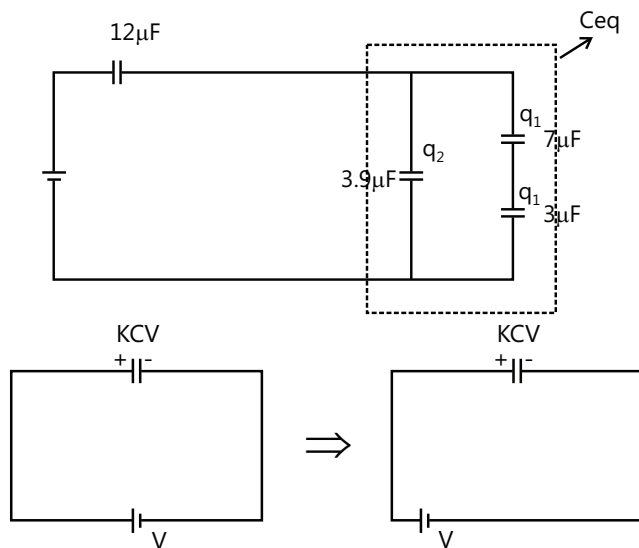 Ceq
12μF
q1
7μF
q2
3.9μF
q1
3μF
KCV
+ -
V
KCV
+ -
⇒
V